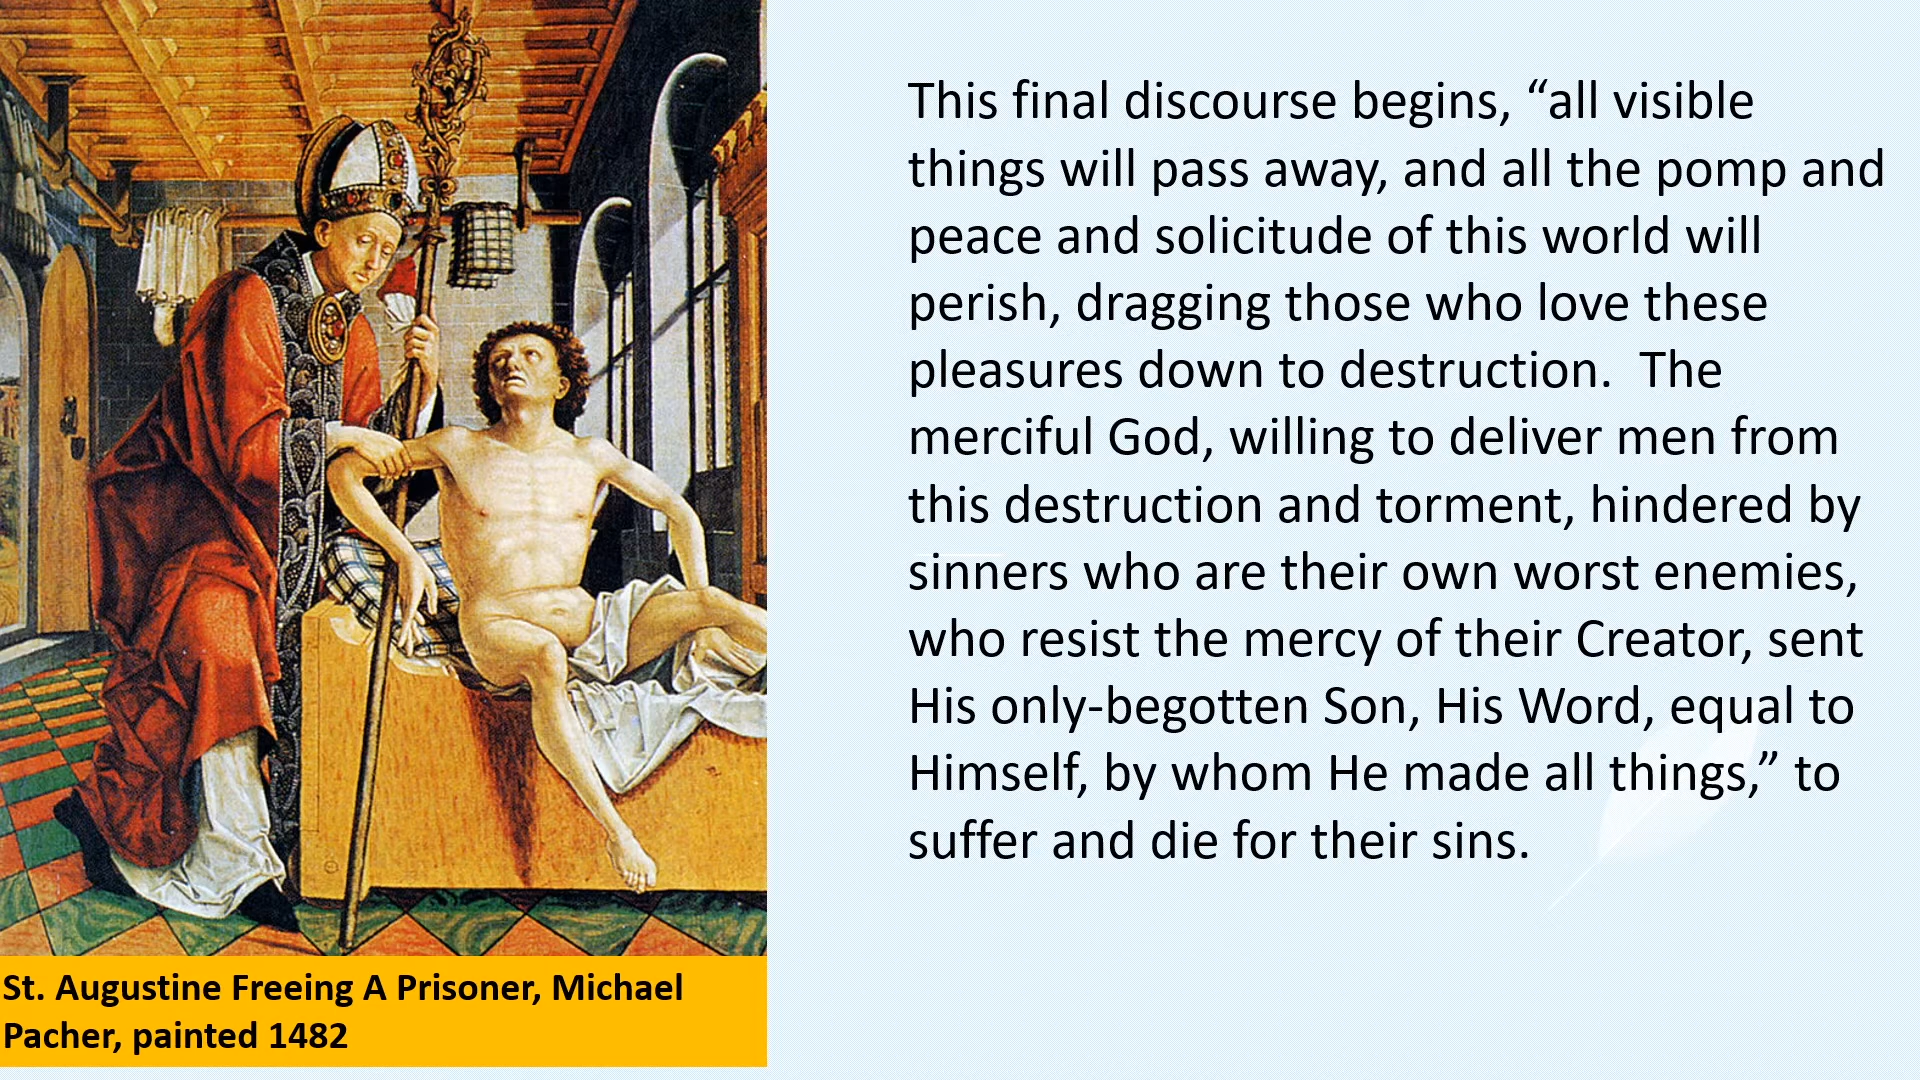 This final discourse begins, “all visible
things will pass away, and all the pomp and
peace and solicitude of this world will
perish, dragging those who love these
pleasures down to destruction.  The
merciful God, willing to deliver men from
this destruction and torment, hindered by
sinners who are their own worst enemies,
who resist the mercy of their Creator, sent
His only-begotten Son, His Word, equal to
Himself, by whom He made all things,” to
suffer and die for their sins.
St. Augustine Freeing A Prisoner, Michael
Pacher, painted 1482